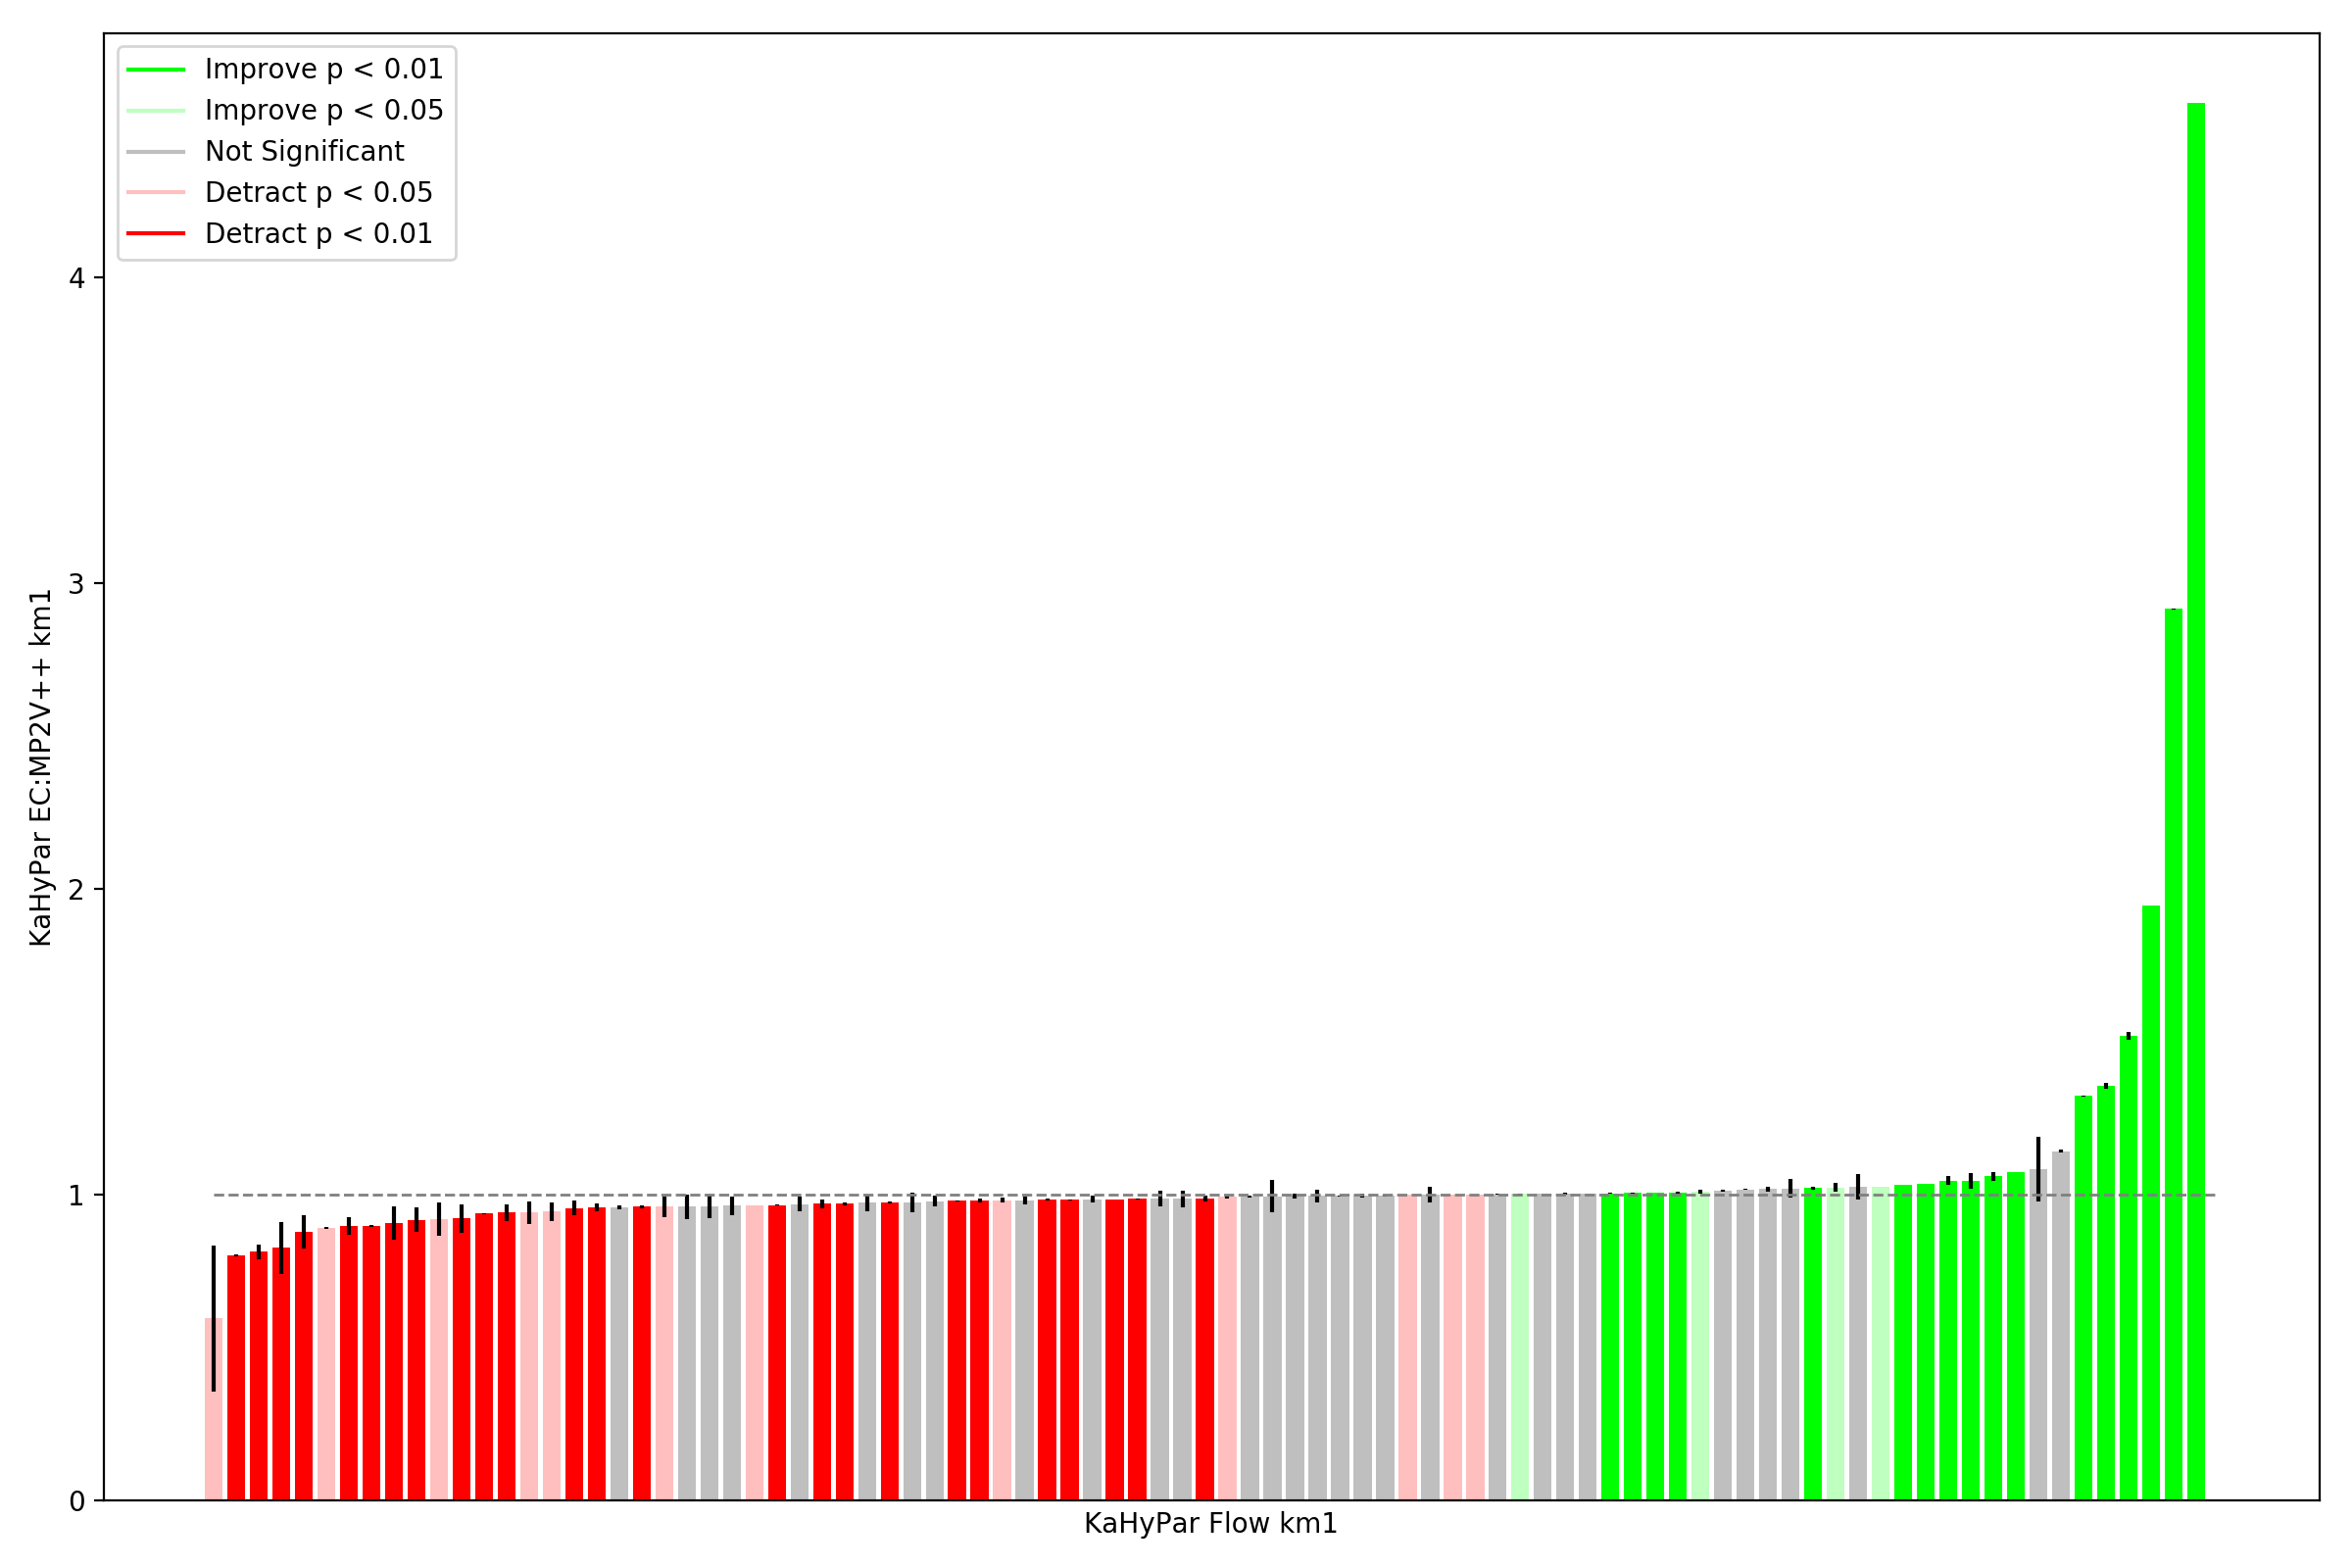 Improve p < 0.01
Improve p < 0.05
Not Significant
Detract p < 0.05
Detract p < 0.01
4
3
2
1
0
KaHyPar EC:MP2V++ km1
KaHyPar Flow km1